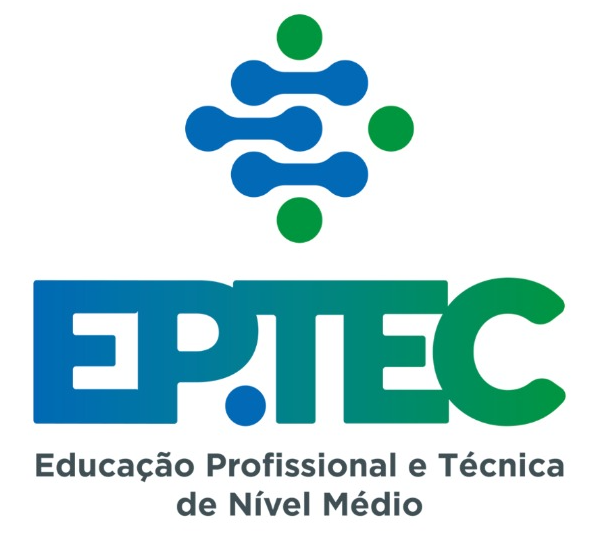 EP.TEC
Educação Profissional e Técnica
de Nível Médio